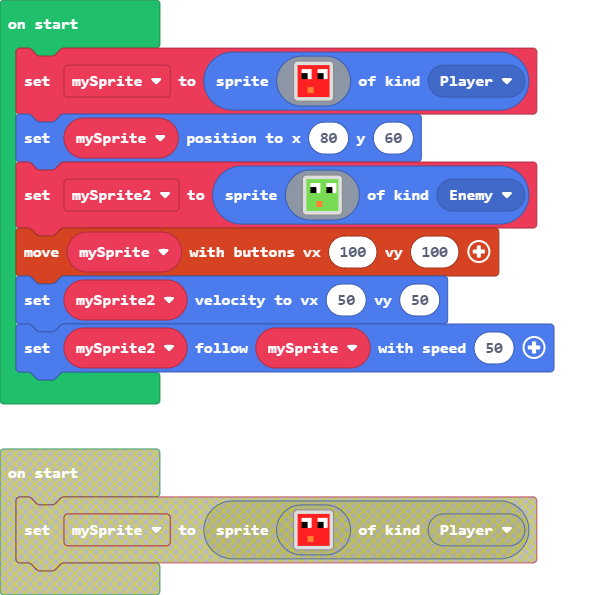 on start
set mySprite to sprite of kind Player
set mySprite position to x 80 y 60
set mySprite2 to sprite of kind Enemy
move mySprite with buttons vx 100 vy 100
set mySprite2 velocity to vx 50 vy 50
set mySprite2 follow mySprite with speed 50
on start
set mySprite to sprite of kind Player